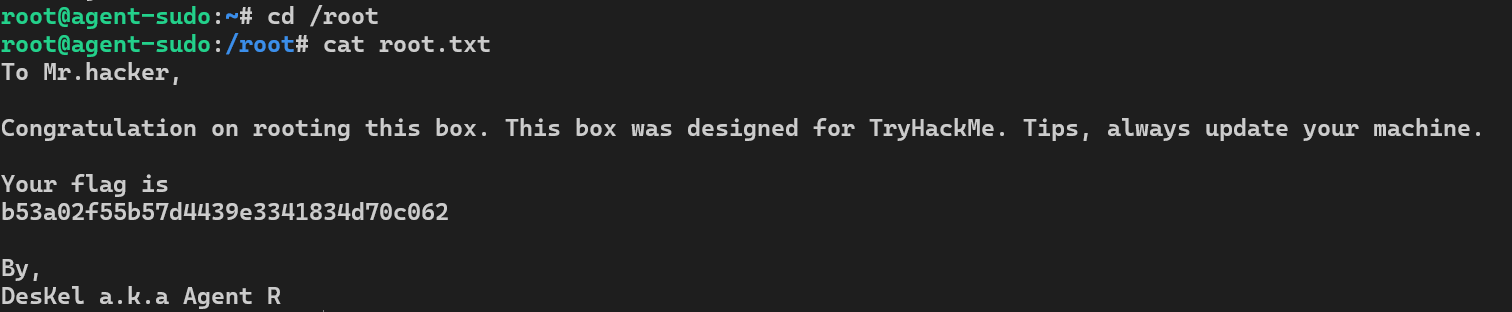 root@agent-sudo:~# cd /root
root@agent-sudo:/root# cat root.txt
To Mr.hacker,
Congratulation on rooting this box. This box was designed for TryHackMe. Tips, always update your machine.
Your flag is
b53a02f55b57d4439e3341834d70c062
By,
DesKel a.k.a Agent R